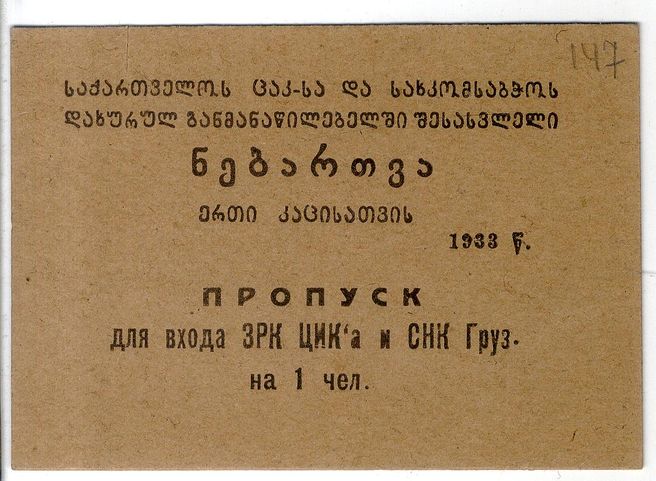 147
საქართველოს ცაკ-სა და სახკომსაბჭოს
დახურულ განმანაწილებელში შესასვლელი
ნებართვა
ერთი კაცისათვის
1933 წ.
ПРОПУСК
для входа ЗРК ЦИК‘а и СНК Груз.
на 1 чел.